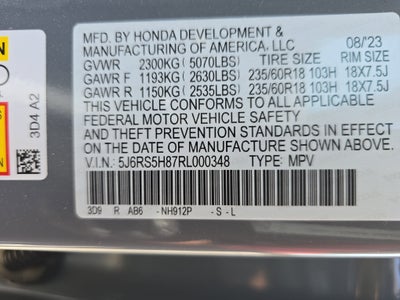 MFD. BY HONDA DEVELOPMENT &
MANUFACTURING OF AMERICA, LLC 08/23
GVWR 2300KG ( 5070LBS) TIRE SIZE RIM SIZE
GAWR F 1193KG (2630LBS) 235/60R18 103H 18X7.5J
GAWR R 1150KG (2535LBS) 235/60R18 103H 18X7.5J
THIS VEHICLE CONFORMS TO ALL APPLICABLE
FEDERAL MOTOR VEHICLE SAFETY
AND THEFT PREVENTION STANDARDS IN EFFECT
ON THE DATE OF MANUFACTURE SHOWN ABOVE.
V.I.N: 5J6RS5H87RL000348 TYPE: MPV
3D9 R AB6 -NH912P -S-L
3D4 A2